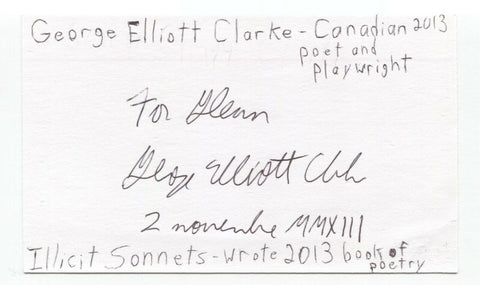 George Elliott Clarke - Canadian 2013
poet and
playwright
For Glenn
George Elliott Clarke
2 novembre MMXIII
Illicit Sonnets - wrote 2013 book of
poetry